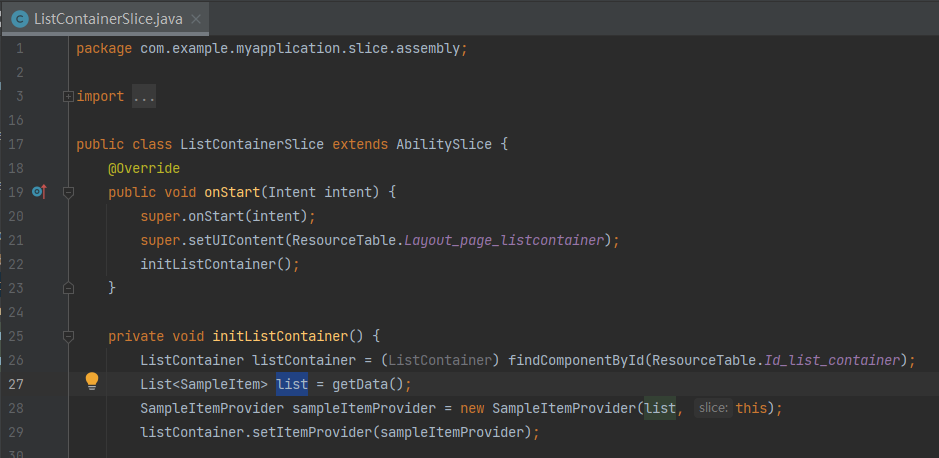 ListContainerSlice.java
1 package com.example.myapplication.slice.assembly;
2
3 import ...
16
17 public class ListContainerSlice extends AbilitySlice {
18 @Override
19 public void onStart(Intent intent) {
20 super.onStart(intent);
21 super.setUIContent(ResourceTable.Layout_page_listcontainer);
22 initListContainer();
23 }
24
25 private void initListContainer() {
26 ListContainer listContainer = (ListContainer) findComponentById(ResourceTable.Id_list_container);
27 List<SampleItem> list = getData();
28 SampleItemProvider sampleItemProvider = new SampleItemProvider(list, slice: this);
29 listContainer.setItemProvider(sampleItemProvider);
30